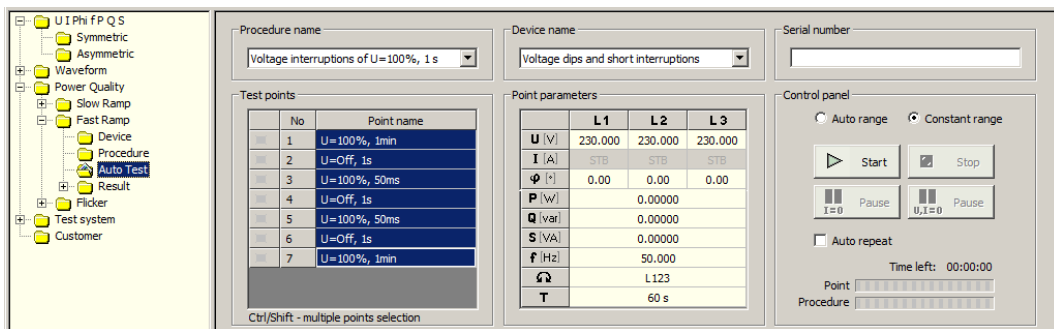 U I Phi f P Q S
Symmetric
Asymmetric
Waveform
Power Quality
Slow Ramp
Fast Ramp
Device
Procedure
Auto Test
Result
Flicker
Test system
Customer
Procedure name
Voltage interruptions of U=100%, 1 s
Device name
Voltage dips and short interruptions
Serial number
Test points
No Point name
1 U=100%, 1min
2 U=Off, 1s
3 U=100%, 50ms
4 U=Off, 1s
5 U=100%, 50ms
6 U=Off, 1s
7 U=100%, 1min
Ctrl/Shift - multiple points selection
Point parameters
L1 L2 L3
U [V] 230.000 230.000 230.000
I [A] STB STB STB
φ [°] 0.00 0.00 0.00
P [W] 0.00000
Q [var] 0.00000
S [VA] 0.00000
f [Hz] 50.000
L123
T 60 s
Control panel
Auto range Constant range
Start Stop
I=0 Pause U,I=0 Pause
Auto repeat
Time left: 00:00:00
Point
Procedure